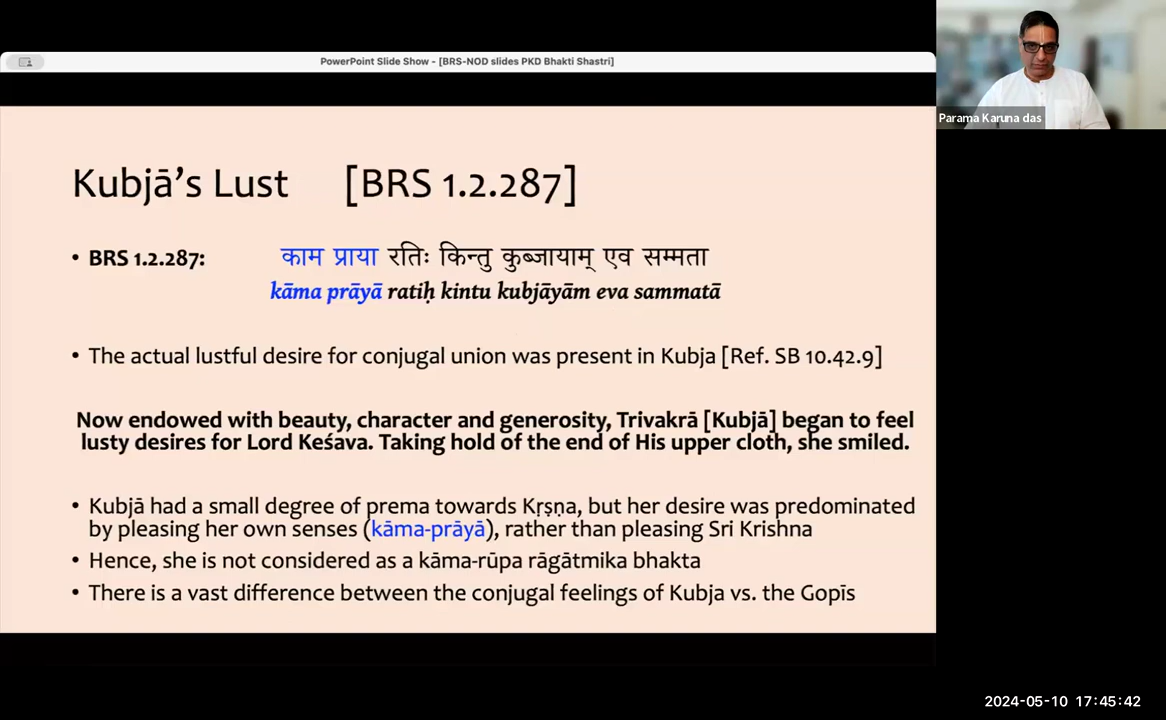 PowerPoint Slide Show - [BRS-NOD slides PKD Bhakti Shastri]
Parama Karuna das
Kubjā's Lust [BRS 1.2.287]
• BRS 1.2.287: काम प्राया रतिः किन्तु कुब्जायाम् एव सम्मता
kāma prāyā ratiḥ kintu kubjāyām eva sammatā
• The actual lustful desire for conjugal union was present in Kubja [Ref. SB 10.42.9]
Now endowed with beauty, character and generosity, Trivakrā [Kubjā] began to feel
lusty desires for Lord Keśava. Taking hold of the end of His upper cloth, she smiled.
• Kubjā had a small degree of prema towards Kṛṣṇa, but her desire was predominated
by pleasing her own senses (kāma-prāyā), rather than pleasing Sri Krishna
• Hence, she is not considered as a kāma-rūpa rāgātmika bhakta
• There is a vast difference between the conjugal feelings of Kubja vs. the Gopīs
2024-05-10 17:45:42